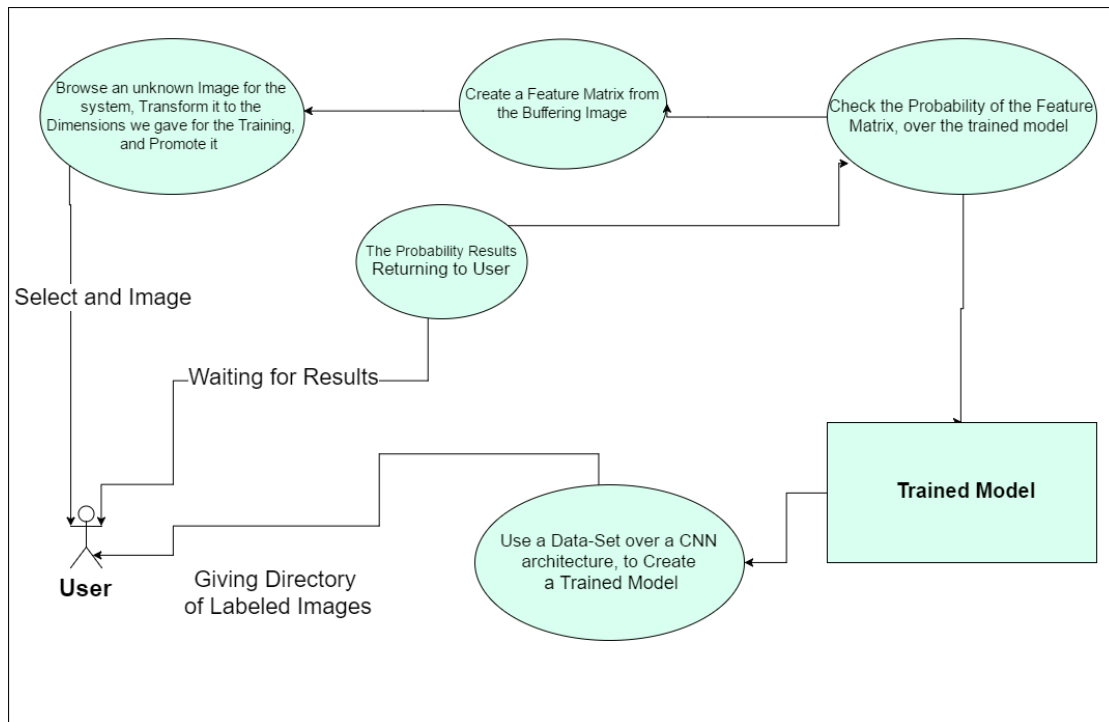 Browse an unknown Image for the
system, Transform it to the
Dimensions we gave for the Training,
and Promote it
Create a Feature Matrix from
the Buffering Image
Check the Probability of the Feature
Matrix, over the trained model
The Probability Results
Returning to User
Select and Image
Waiting for Results
Trained Model
Use a Data-Set over a CNN
architecture, to Create
a Trained Model
User
Giving Directory
of Labeled Images